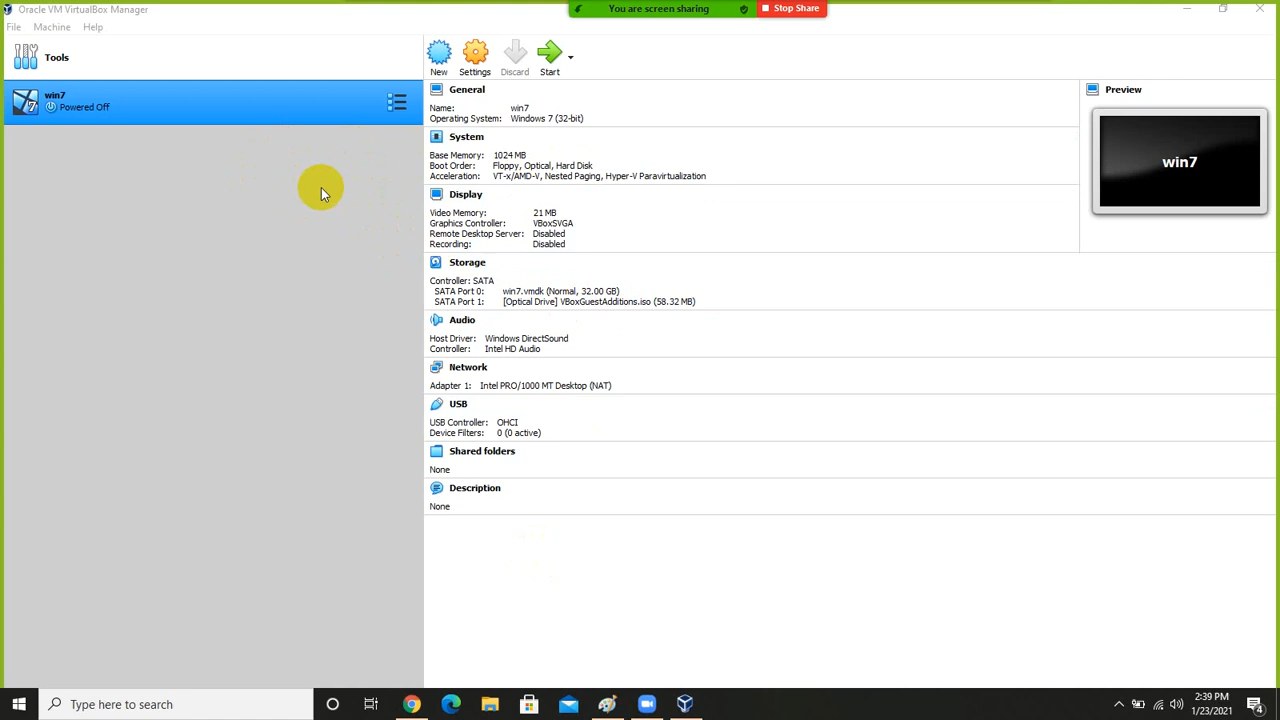 Oracle VM VirtualBox Manager
You are screen sharing
Stop Share
File Machine Help
Tools
New Settings Discard Start
win7
Powered Off
7
General
Name: win7
Operating System: Windows 7 (32-bit)
System
Base Memory: 1024 MB
Boot Order: Floppy, Optical, Hard Disk
Acceleration: VT-x/AMD-V, Nested Paging, Hyper-V Paravirtualization
Display
Video Memory: 21 MB
Graphics Controller: VBoxSVGA
Remote Desktop Server: Disabled
Recording: Disabled
Storage
Controller: SATA
SATA Port 0: win7.vmdk (Normal, 32.00 GB)
SATA Port 1: [Optical Drive] VBoxGuestAdditions.iso (58.32 MB)
Audio
Host Driver: Windows DirectSound
Controller: Intel HD Audio
Network
Adapter 1: Intel PRO/1000 MT Desktop (NAT)
USB
USB Controller: OHCI
Device Filters: 0 (0 active)
Shared folders
None
Description
None
Preview
win7
Type here to search
2:39 PM
1/23/2021
4